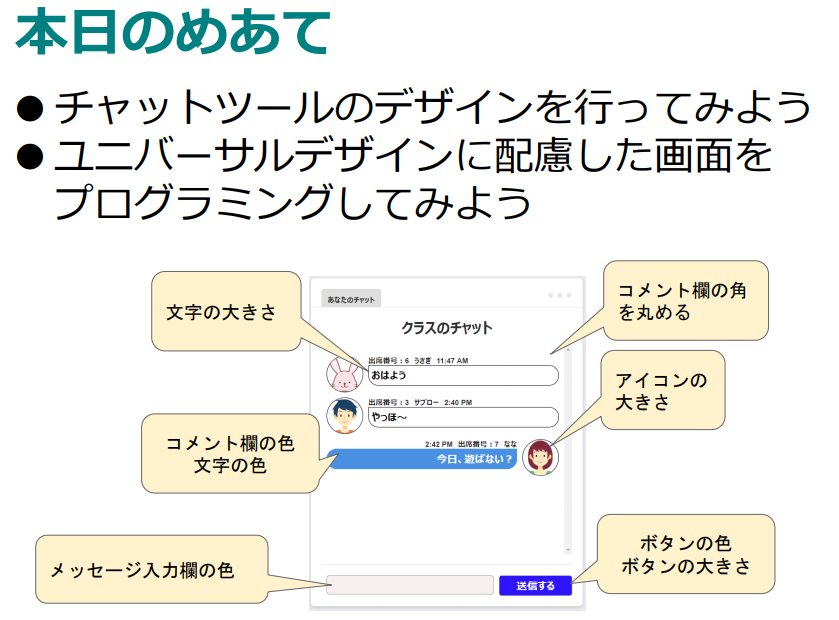 本日のめあて
● チャットツールのデザインを行ってみよう
● ユニバーサルデザインに配慮した画面を
プログラミングしてみよう
文字の大きさ
コメント欄の角
を丸める
あなたのチャット
クラスのチャット
出席番号:6 うさぎ 11:47 AM
おはよう
出席番号:3 サブロー 2:40 PM
やっほ～
2:42 PM 出席番号:7 なな
今日、遊ばない?
アイコンの
大きさ
コメント欄の色
文字の色
メッセージ入力欄の色
送信する
ボタンの色
ボタンの大きさ